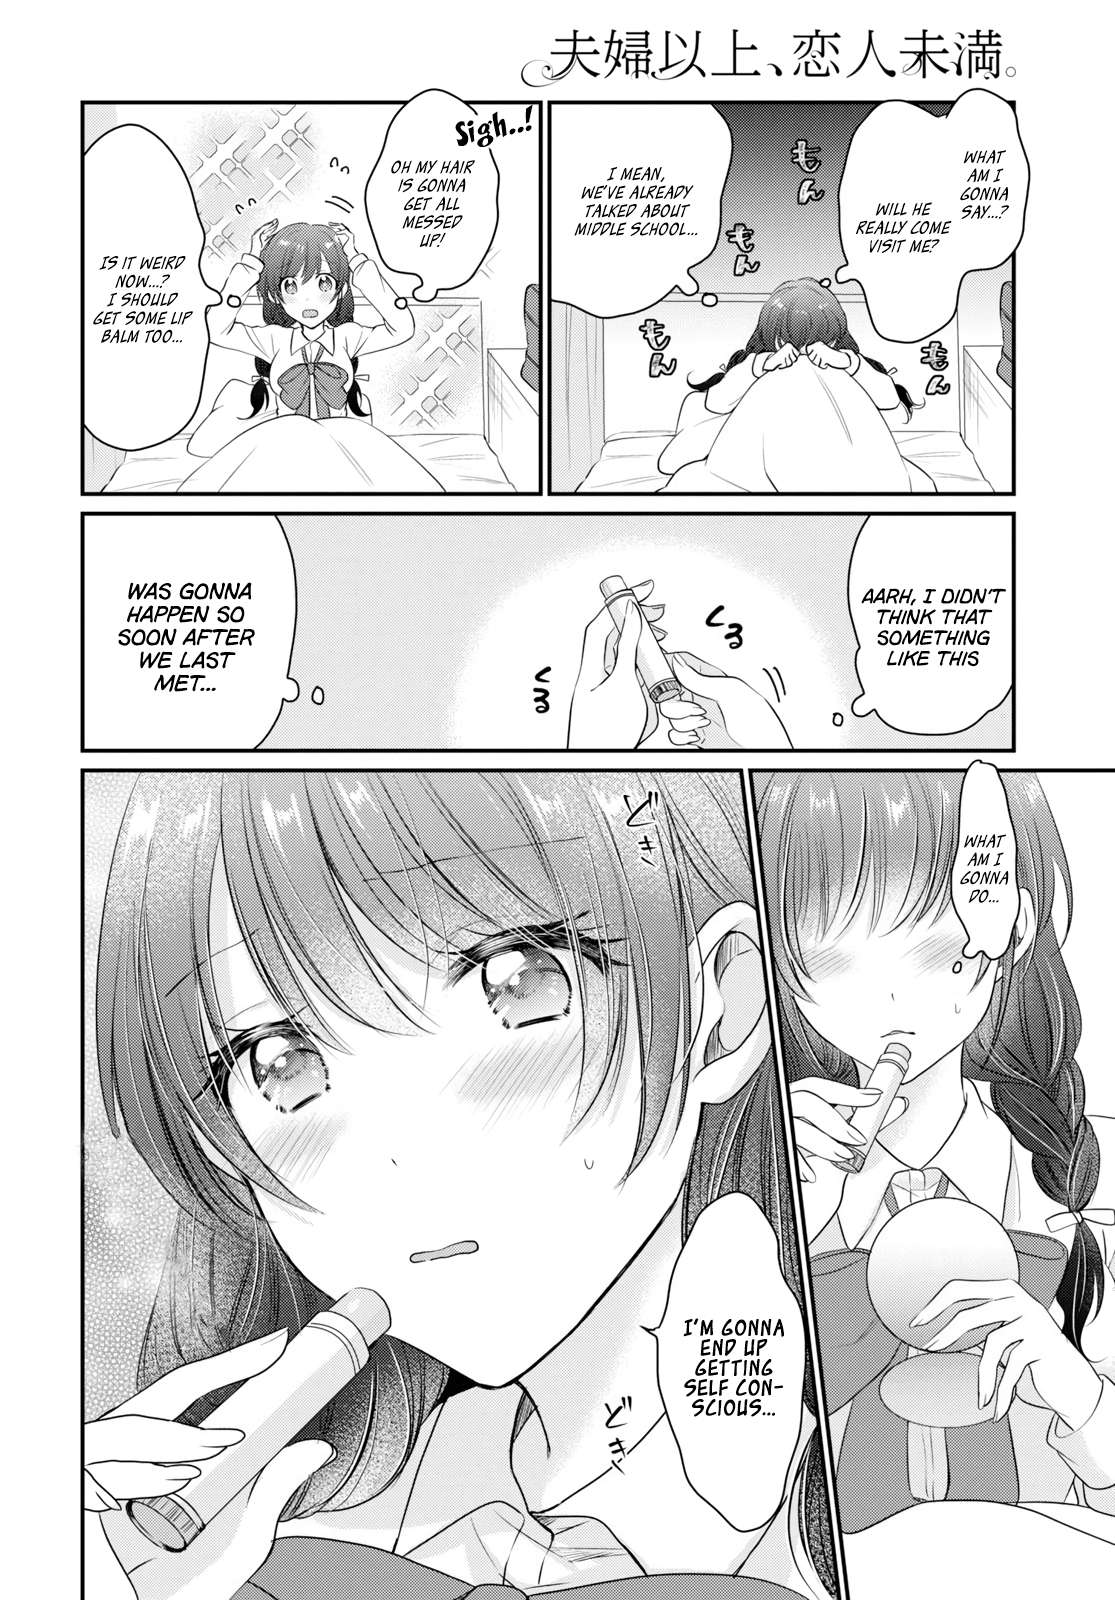 夫婦以上、恋人未満。
WHAT
AM I
GONNA
SAY...?
WILL HE
REALLY COME
VISIT ME?
もん
もん
もん
もん
I MEAN,
WE'VE ALREADY
TALKED ABOUT
MIDDLE SCHOOL...
Sigh..!
OH MY HAIR
IS GONNA
GET ALL
MESSED
UP!
IS IT WEIRD
NOW...?
I SHOULD
GET SOME LIP
BALM TOO...
AARH, I DIDN'T
THINK THAT
SOMETHING
LIKE THIS
くる
くる
WAS GONNA
HAPPEN SO
SOON AFTER
WE LAST
MET...
WHAT
AM I
GONNA
DO...
どき
I'M GONNA
END UP
GETTING
SELF CON-
SCIOUS...
どき